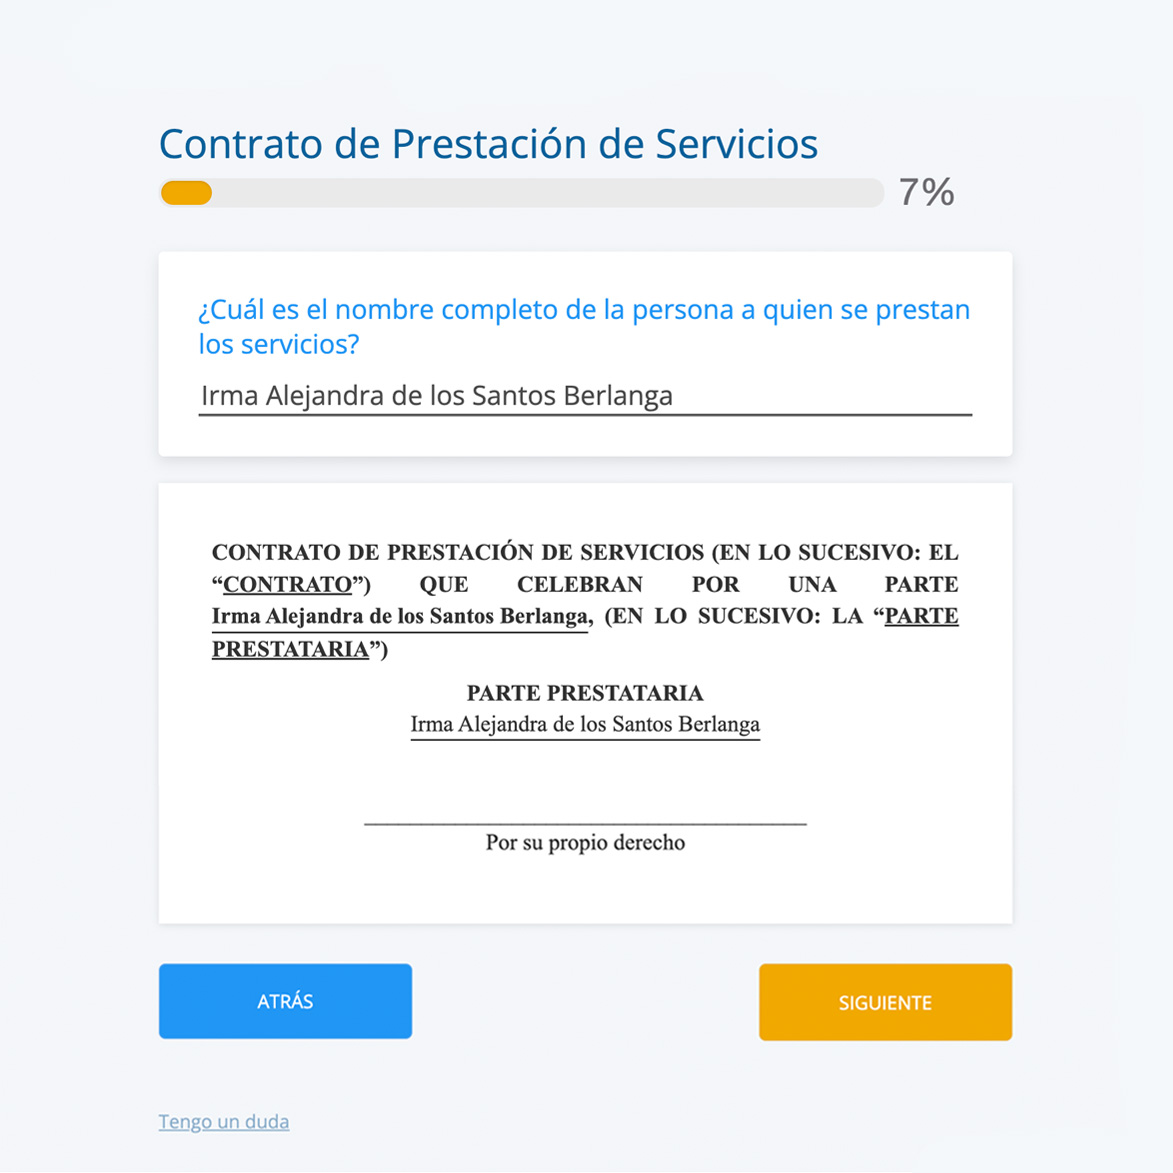 Contrato de Prestación de Servicios
7%
¿Cuál es el nombre completo de la persona a quien se prestan
los servicios?
Irma Alejandra de los Santos Berlanga
CONTRATO DE PRESTACIÓN DE SERVICIOS (EN LO SUCESIVO: EL
“CONTRATO”) QUE CELEBRAN POR UNA PARTE
Irma Alejandra de los Santos Berlanga, (EN LO SUCESIVO: LA “PARTE
PRESTATARIA”)
PARTE PRESTATARIA
Irma Alejandra de los Santos Berlanga
Por su propio derecho
ATRÁS
SIGUIENTE
Tengo un duda